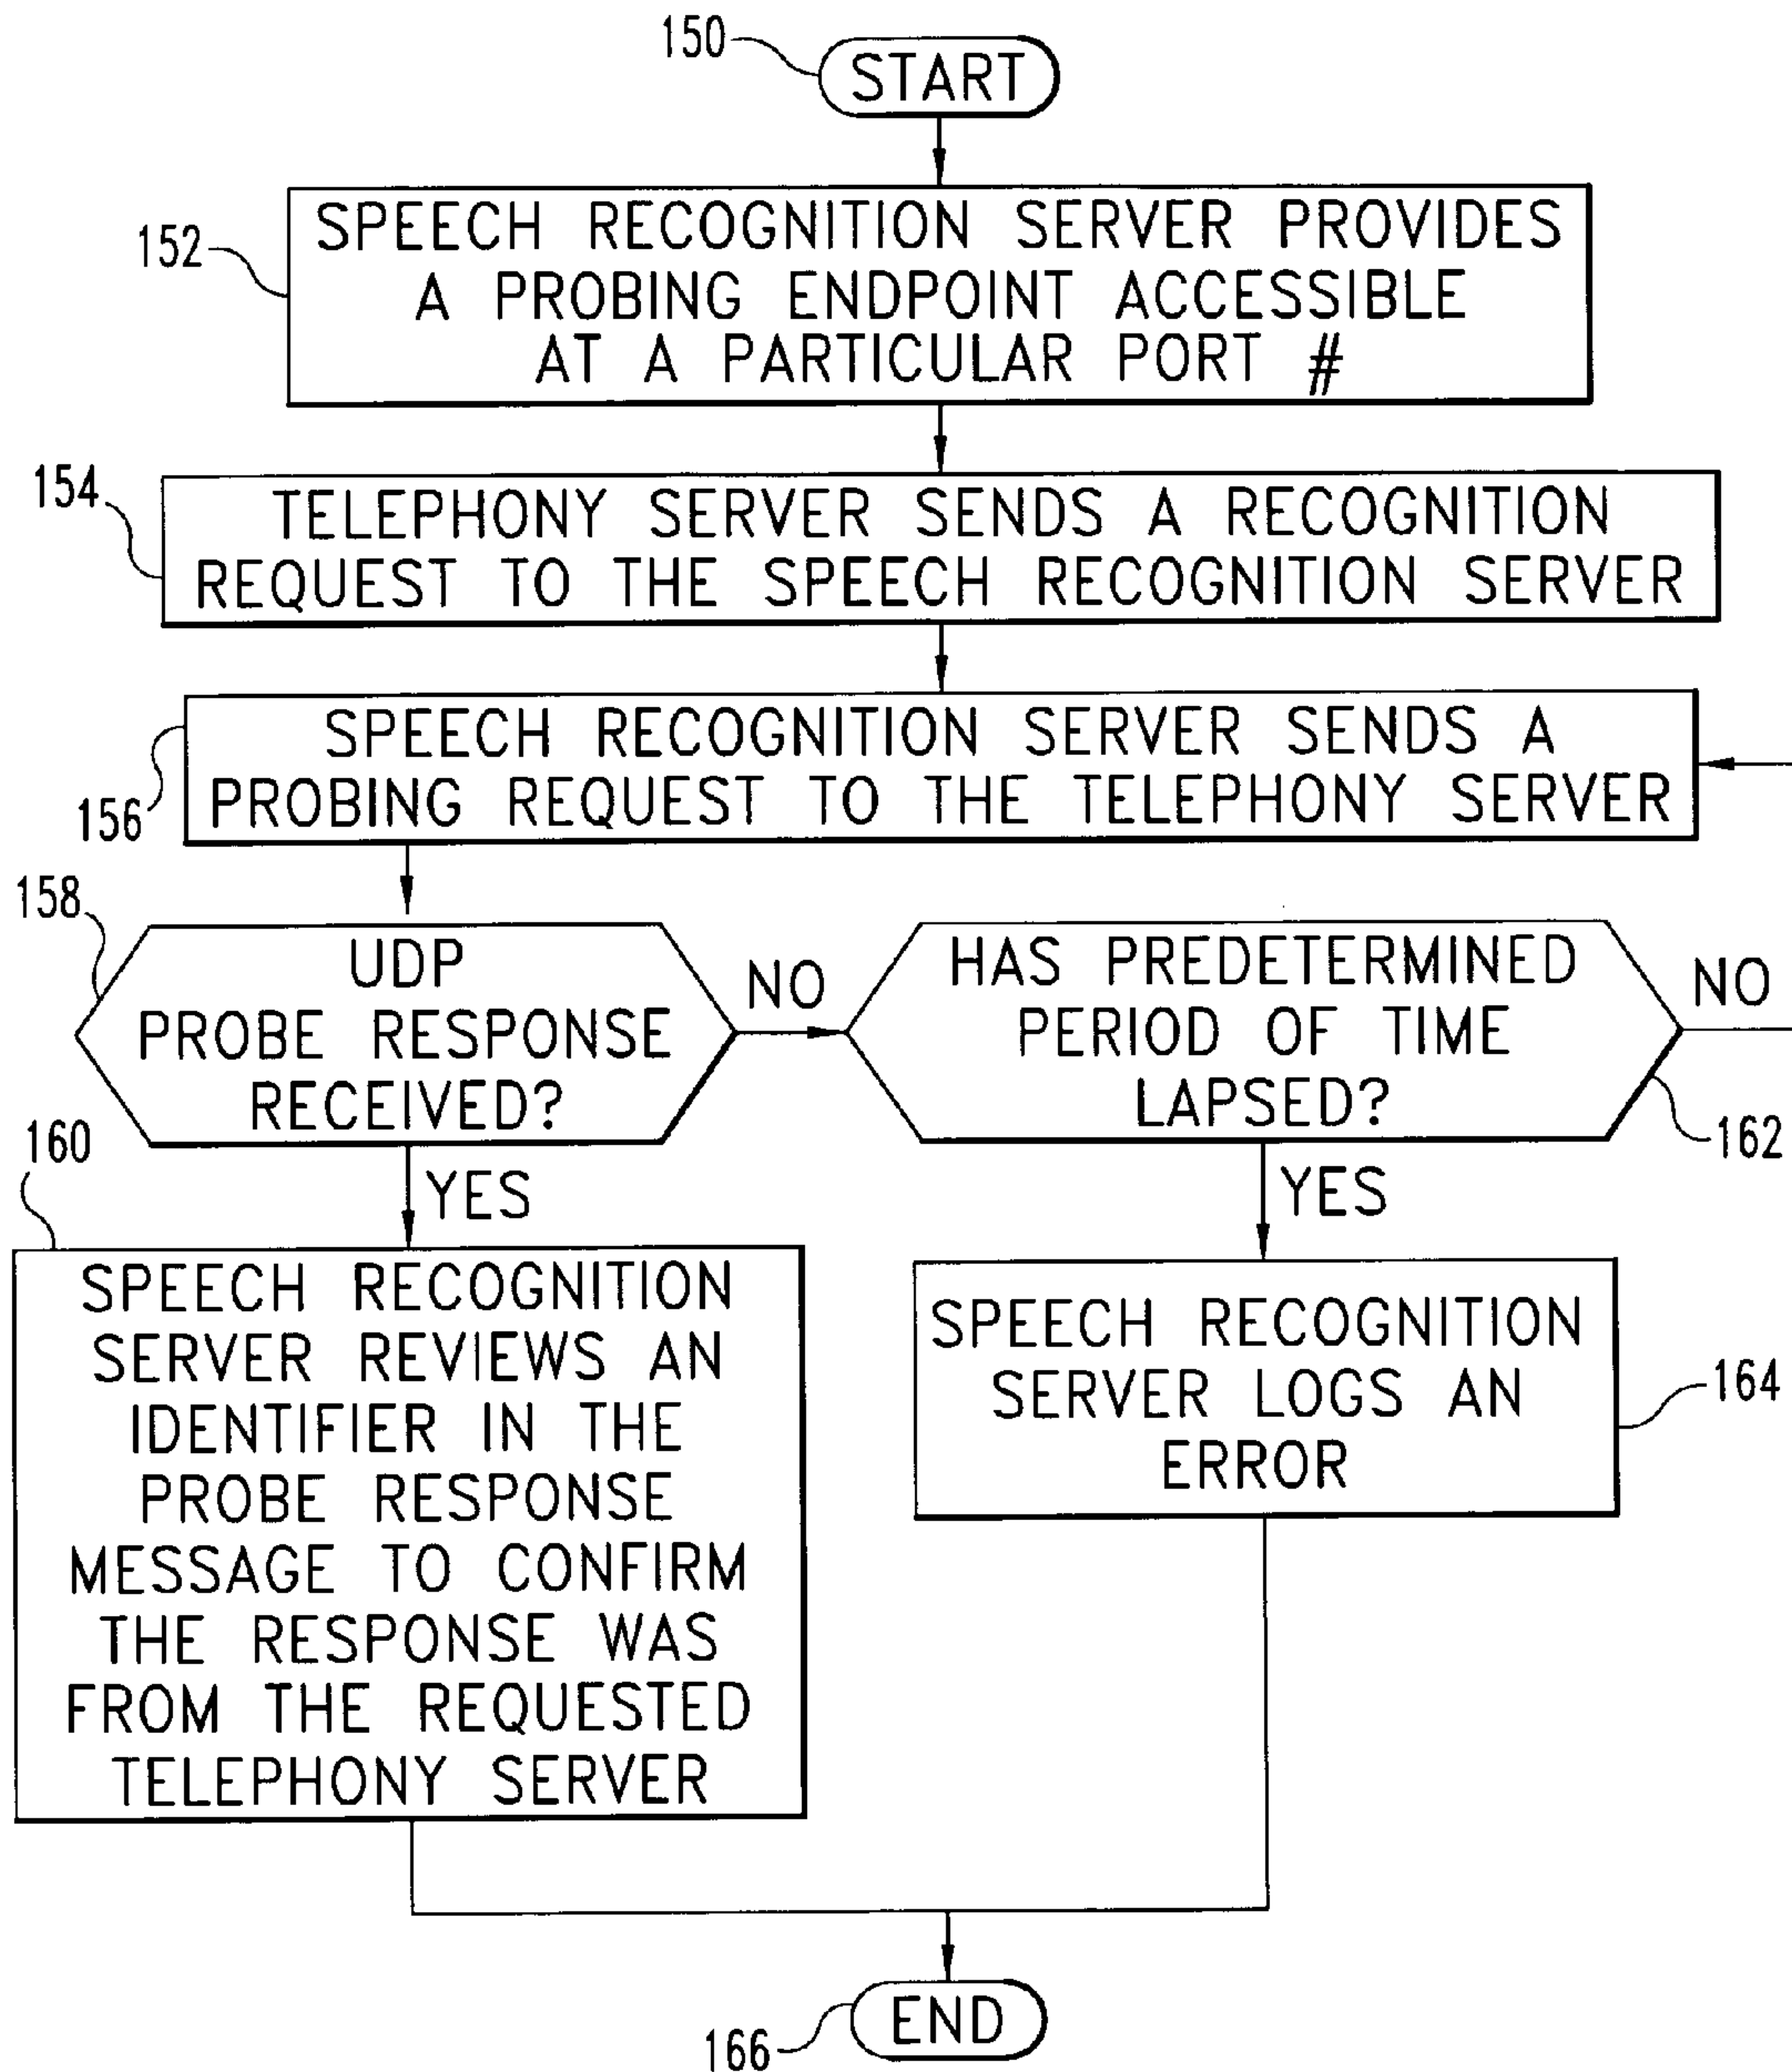 150
START
152
SPEECH RECOGNITION SERVER PROVIDES
A PROBING ENDPOINT ACCESSIBLE
AT A PARTICULAR PORT #
154
TELEPHONY SERVER SENDS A RECOGNITION
REQUEST TO THE SPEECH RECOGNITION SERVER
156
SPEECH RECOGNITION SERVER SENDS A
PROBING REQUEST TO THE TELEPHONY SERVER
158
UDP
PROBE RESPONSE
RECEIVED?
NO
HAS PREDETERMINED
PERIOD OF TIME
LAPSED?
NO
162
160
YES
YES
SPEECH RECOGNITION
SERVER REVIEWS AN
IDENTIFIER IN THE
PROBE RESPONSE
MESSAGE TO CONFIRM
THE RESPONSE WAS
FROM THE REQUESTED
TELEPHONY SERVER
SPEECH RECOGNITION
SERVER LOGS AN
ERROR
164
END
166